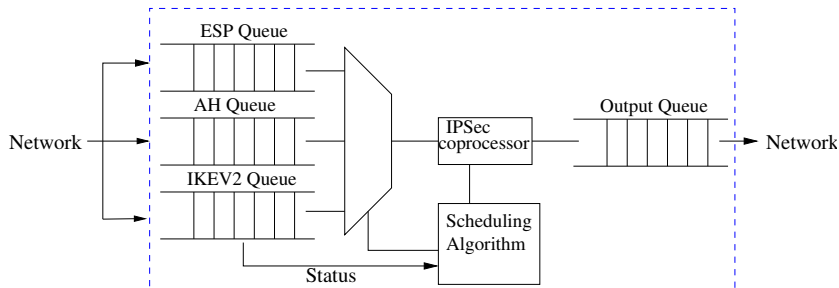 ESP Queue
AH Queue
Output Queue
IPSec
coprocessor
Network
Network
IKEV2 Queue
Scheduling
Algorithm
Status